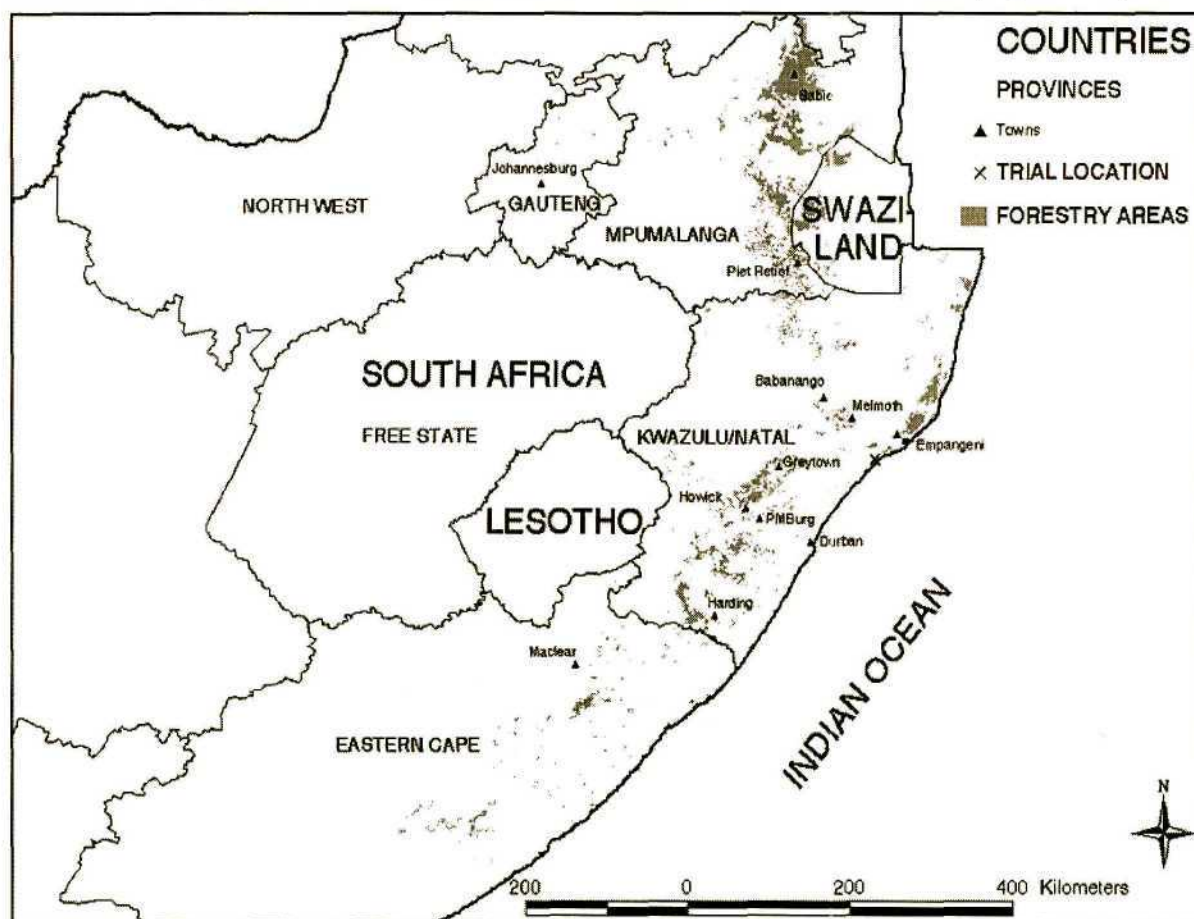 COUNTRIES
PROVINCES
Towns
TRIAL LOCATION
FORESTRY AREAS
Sabie
Johannesburg
GAUTENG
NORTH WEST
MPUMALANGA
SWAZI-
LAND
Piet Retief
SOUTH AFRICA
FREE STATE
Babanango
Melmoth
KWAZULU/NATAL
Empangeni
Greytown
Howick
PMBurg
Durban
LESOTHO
Harding
Maclear
EASTERN CAPE
INDIAN OCEAN
N
200 0 200 400 Kilometers